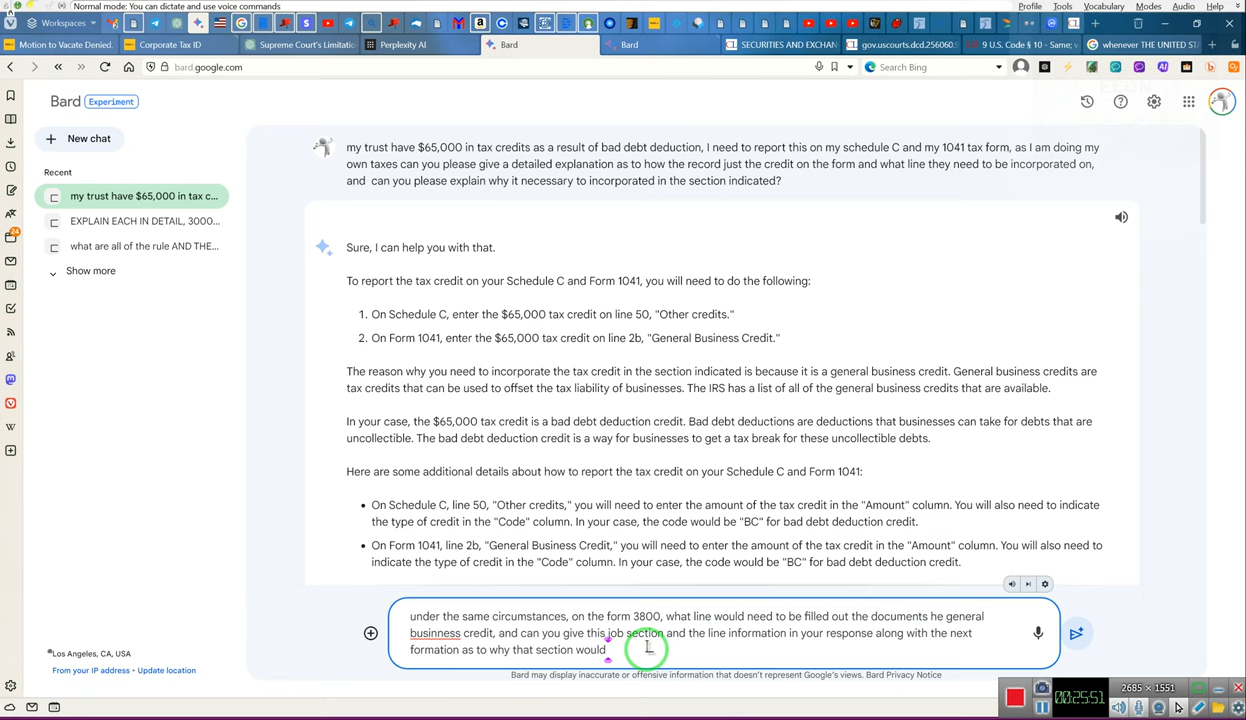 Normal mode: You can dictate and use voice commands
Profile Tools Vocabulary Modes Audio Help
Workspaces
Motion to Vacate Denied. Corporate Tax ID Supreme Court's Limitatio Perplexity AI Bard Bard SECURITIES AND EXCHAN gov.uscourts.dcd.256060. 9 U.S. Code § 10 - Same; v whenever THE UNITED ST
bard.google.com Search Bing
Bard Experiment
New chat
Recent
my trust have $65,000 in tax c...
EXPLAIN EACH IN DETAIL, 3000...
what are all of the rule AND THE...
Show more
my trust have $65,000 in tax credits as a result of bad debt deduction, I need to report this on my schedule C and my 1041 tax form, as I am doing my
own taxes can you please give a detailed explanation as to how the record just the credit on the form and what line they need to be incorporated on,
and can you please explain why it necessary to incorporated in the section indicated?
Sure, I can help you with that.
To report the tax credit on your Schedule C and Form 1041, you will need to do the following:
1. On Schedule C, enter the $65,000 tax credit on line 50, "Other credits."
2. On Form 1041, enter the $65,000 tax credit on line 2b, "General Business Credit."
The reason why you need to incorporate the tax credit in the section indicated is because it is a general business credit. General business credits are
tax credits that can be used to offset the tax liability of businesses. The IRS has a list of all of the general business credits that are available.
In your case, the $65,000 tax credit is a bad debt deduction credit. Bad debt deductions are deductions that businesses can take for debts that are
uncollectible. The bad debt deduction credit is a way for businesses to get a tax break for these uncollectible debts.
Here are some additional details about how to report the tax credit on your Schedule C and Form 1041:
• On Schedule C, line 50, "Other credits," you will need to enter the amount of the tax credit in the "Amount" column. You will also need to indicate
the type of credit in the "Code" column. In your case, the code would be "BC" for bad debt deduction credit.
• On Form 1041, line 2b, "General Business Credit," you will need to enter the amount of the tax credit in the "Amount" column. You will also need to
indicate the type of credit in the "Code" column. In your case, the code would be "BC" for bad debt deduction credit.
under the same circumstances, on the form 3800, what line would need to be filled out the documents he general
businness credit, and can you give this job section and the line information in your response along with the next
formation as to why that section would
Los Angeles, CA, USA
From your IP address • Update location
Bard may display inaccurate or offensive information that doesn't represent Google's views. Bard Privacy Notice
2685 × 1551
00:25:51